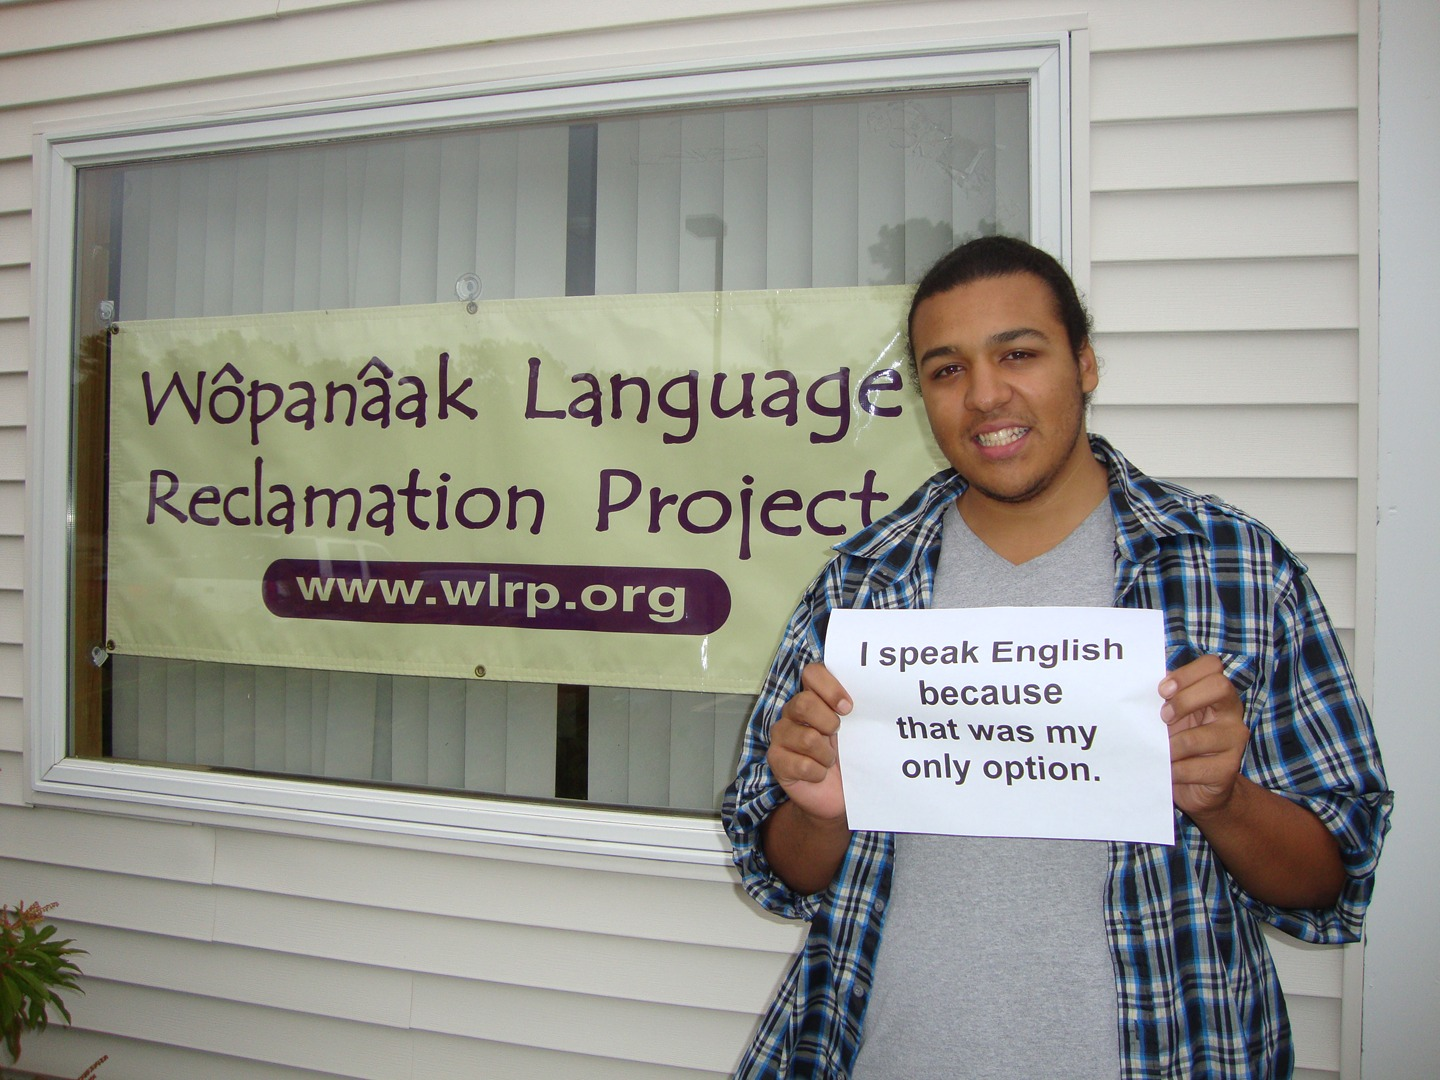 Wôpanâak Language
Reclamation Project
www.wlrp.org
I speak English
because
that was my
only option.